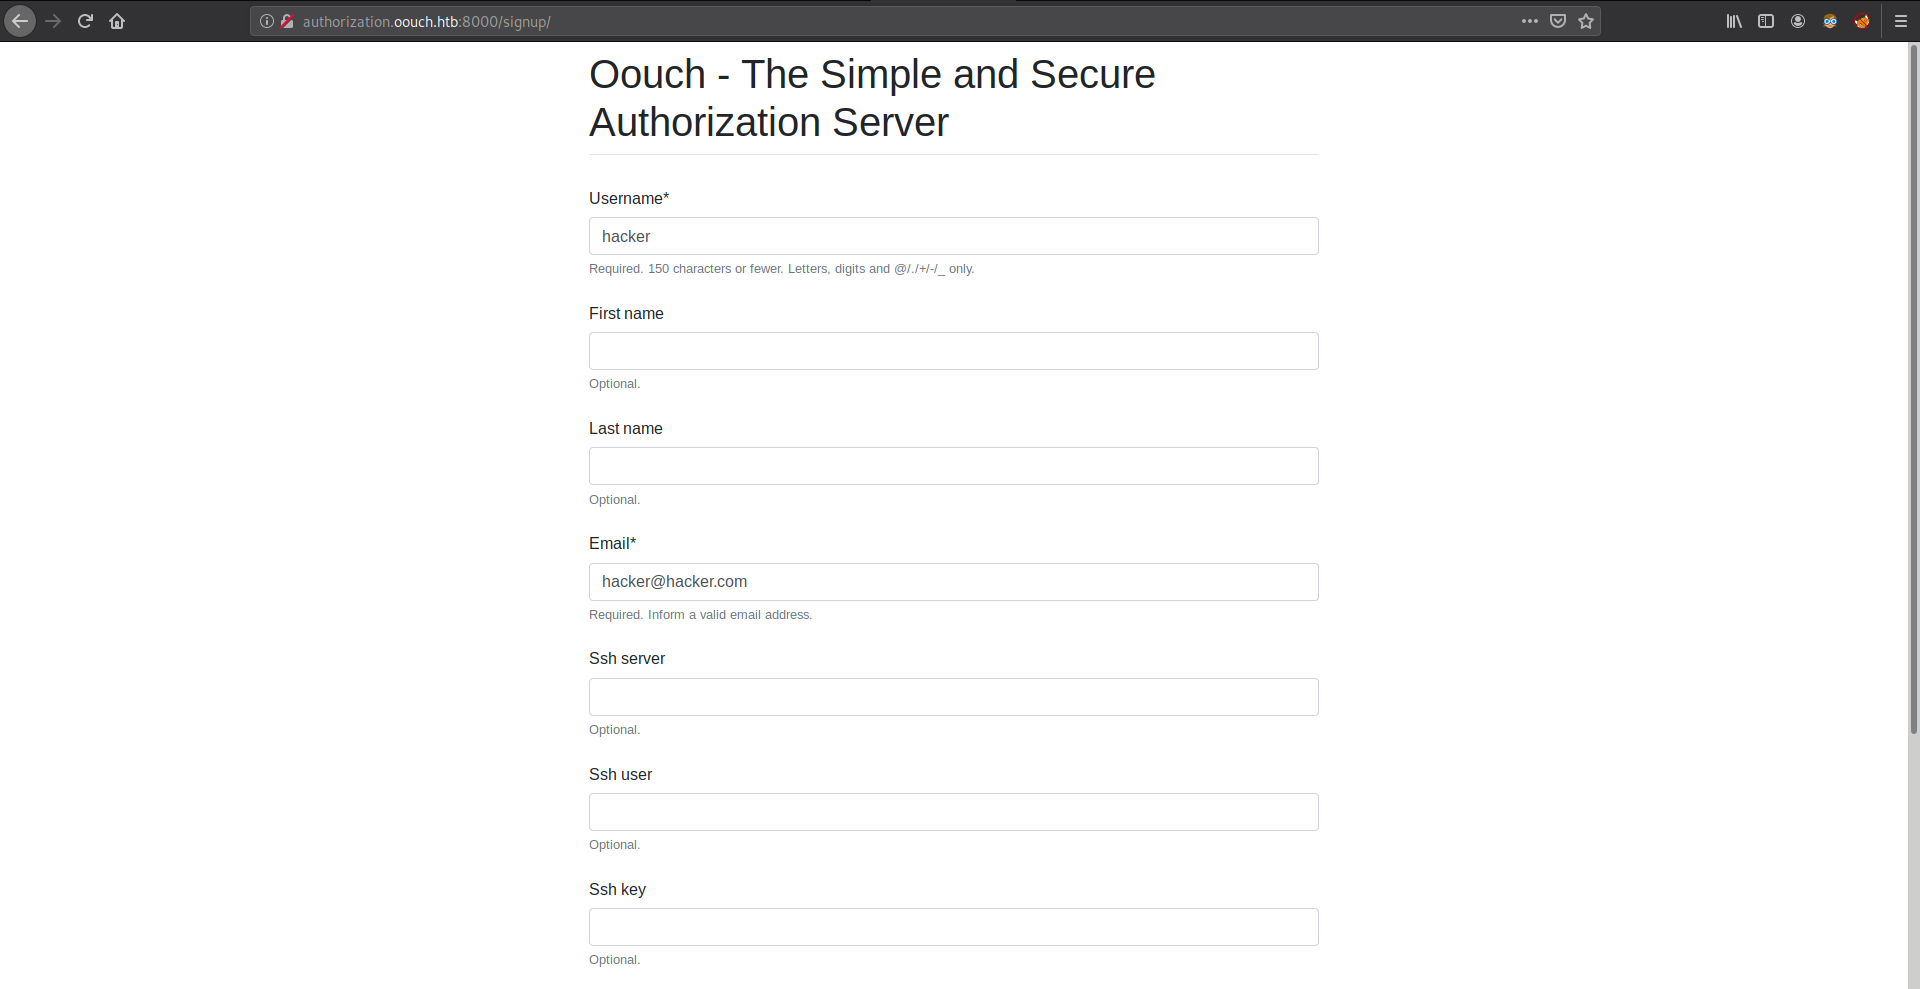 authorization.oouch.htb:8000/signup/
Oouch - The Simple and Secure
Authorization Server
Username*
hacker
Required. 150 characters or fewer. Letters, digits and @/./+/-/_ only.
First name
Optional.
Last name
Optional.
Email*
hacker@hacker.com
Required. Inform a valid email address.
Ssh server
Optional.
Ssh user
Optional.
Ssh key
Optional.